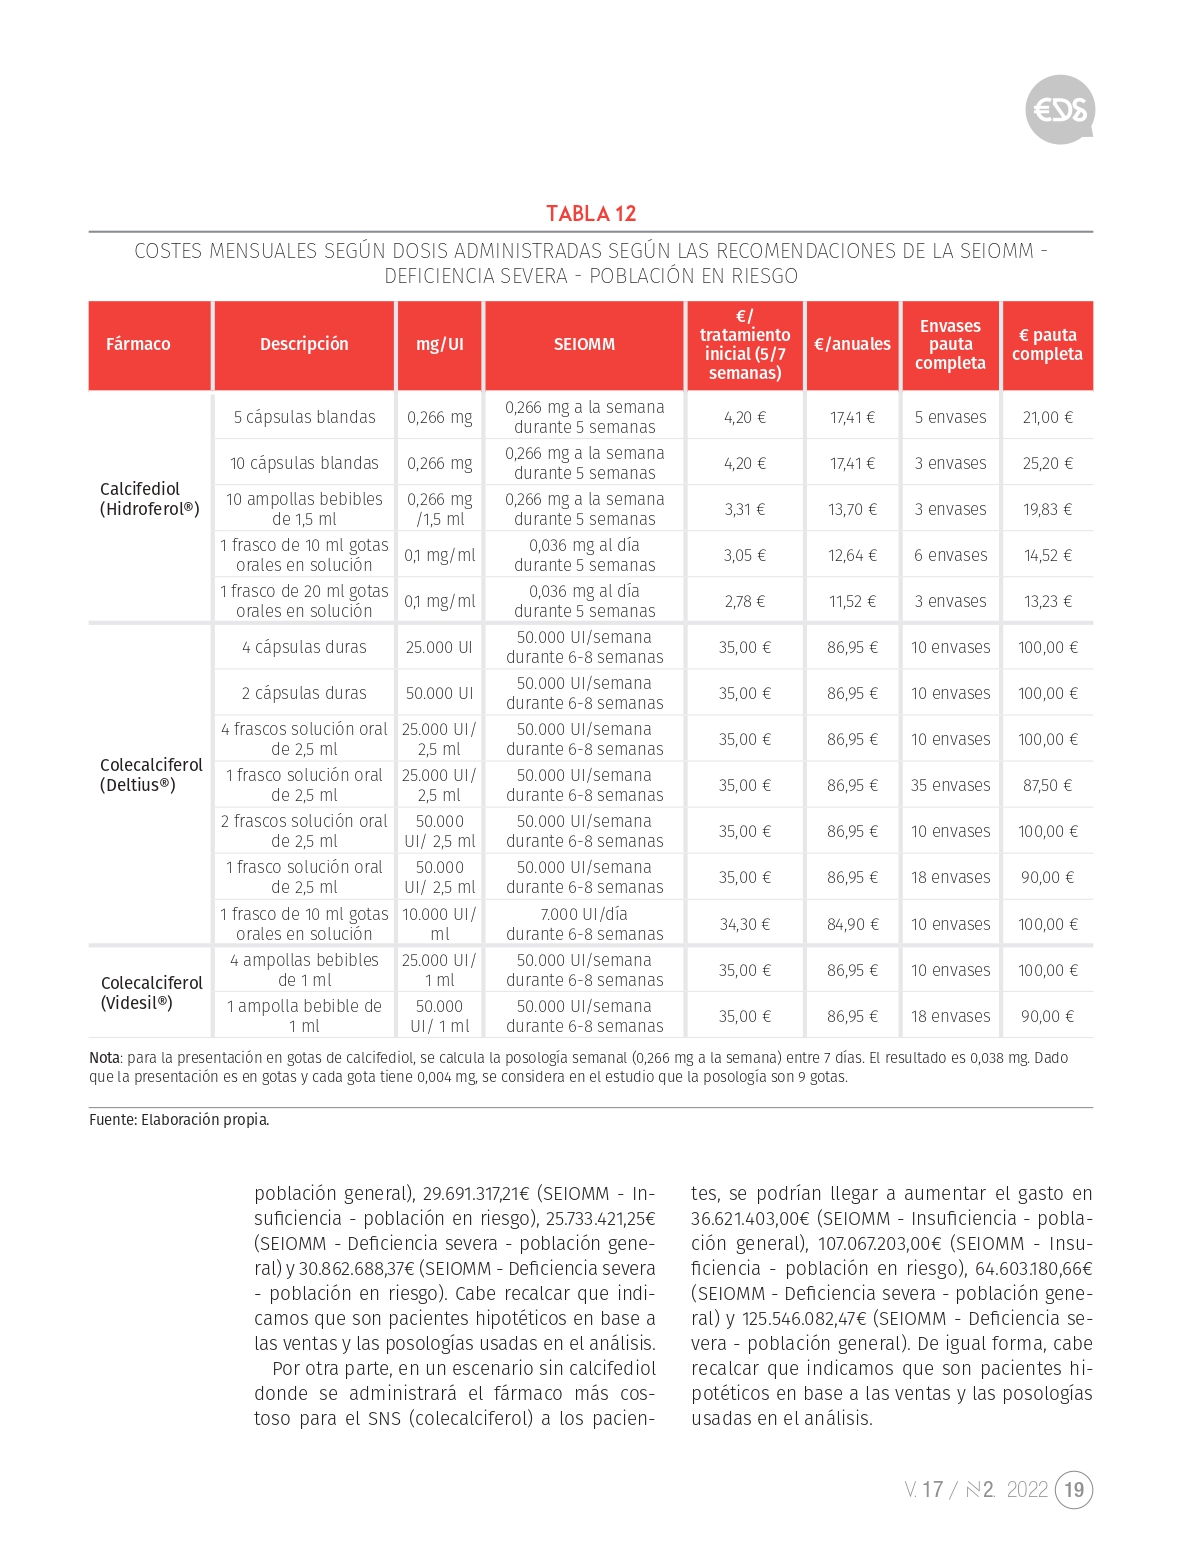 EDS
TABLA 12
COSTES MENSUALES SEGÚN DOSIS ADMINISTRADAS SEGÚN LAS RECOMENDACIONES DE LA SEIOMM -
DEFICIENCIA SEVERA - POBLACIÓN EN RIESGO
Fármaco
Descripción
mg/UI
SEIOMM
€/
tratamiento
inicial (5/7
semanas)
€/anuales
Envases
pauta
completa
€ pauta
completa
Calcifediol
(Hidroferol®)
5 cápsulas blandas
0,266 mg
0,266 mg a la semana
durante 5 semanas
4,20 €
17,41 €
5 envases
21,00 €
10 cápsulas blandas
0,266 mg
0,266 mg a la semana
durante 5 semanas
4,20 €
17,41 €
3 envases
25,20 €
10 ampollas bebibles
de 1,5 ml
0,266 mg
/1,5 ml
0,266 mg a la semana
durante 5 semanas
3,31 €
13,70 €
3 envases
19,83 €
1 frasco de 10 ml gotas
orales en solución
0,1 mg/ml
0,036 mg al día
durante 5 semanas
3,05 €
12,64 €
6 envases
14,52 €
1 frasco de 20 ml gotas
orales en solución
0,1 mg/ml
0,036 mg al día
durante 5 semanas
2,78 €
11,52 €
3 envases
13,23 €
Colecalciferol
(Deltius®)
4 cápsulas duras
25.000 UI
50.000 UI/semana
durante 6-8 semanas
35,00 €
86,95 €
10 envases
100,00 €
2 cápsulas duras
50.000 UI
50.000 UI/semana
durante 6-8 semanas
35,00 €
86,95 €
10 envases
100,00 €
4 frascos solución oral
de 2,5 ml
25.000 UI/
2,5 ml
50.000 UI/semana
durante 6-8 semanas
35,00 €
86,95 €
10 envases
100,00 €
1 frasco solución oral
de 2,5 ml
25.000 UI/
2,5 ml
50.000 UI/semana
durante 6-8 semanas
35,00 €
86,95 €
35 envases
87,50 €
2 frascos solución oral
de 2,5 ml
50.000
UI/ 2,5 ml
50.000 UI/semana
durante 6-8 semanas
35,00 €
86,95 €
10 envases
100,00 €
1 frasco solución oral
de 2,5 ml
50.000
UI/ 2,5 ml
50.000 UI/semana
durante 6-8 semanas
35,00 €
86,95 €
18 envases
90,00 €
1 frasco de 10 ml gotas
orales en solución
10.000 UI/
ml
7.000 UI/día
durante 6-8 semanas
34,30 €
84,90 €
10 envases
100,00 €
Colecalciferol
(Videsil®)
4 ampollas bebibles
de 1 ml
25.000 UI/
1 ml
50.000 UI/semana
durante 6-8 semanas
35,00 €
86,95 €
10 envases
100,00 €
1 ampolla bebible de
1 ml
50.000
UI/ 1 ml
50.000 UI/semana
durante 6-8 semanas
35,00 €
86,95 €
18 envases
90,00 €
Nota: para la presentación en gotas de calcifediol, se calcula la posología semanal (0,266 mg a la semana) entre 7 días. El resultado es 0,038 mg. Dado
que la presentación es en gotas y cada gota tiene 0,004 mg, se considera en el estudio que la posología son 9 gotas.
Fuente: Elaboración propia.
población general), 29.691.317,21€ (SEIOMM - In-
suficiencia - población en riesgo), 25.733.421,25€
(SEIOMM - Deficiencia severa - población gene-
ral) y 30.862.688,37€ (SEIOMM - Deficiencia severa
- población en riesgo). Cabe recalcar que indi-
camos que son pacientes hipotéticos en base a
las ventas y las posologías usadas en el análisis.
Por otra parte, en un escenario sin calcifediol
donde se administrará el fármaco más cos-
toso para el SNS (colecalciferol) a los pacien-
tes, se podrían llegar a aumentar el gasto en
36.621.403,00€ (SEIOMM - Insuficiencia - pobla-
ción general), 107.067.203,00€ (SEIOMM - Insu-
ficiencia - población en riesgo), 64.603.180,66€
(SEIOMM - Deficiencia severa - población gene-
ral) y 125.546.082,47€ (SEIOMM - Deficiencia se-
vera - población general). De igual forma, cabe
recalcar que indicamos que son pacientes hi-
potéticos en base a las ventas y las posologías
usadas en el análisis.
V. 17 / N2. 2022 19